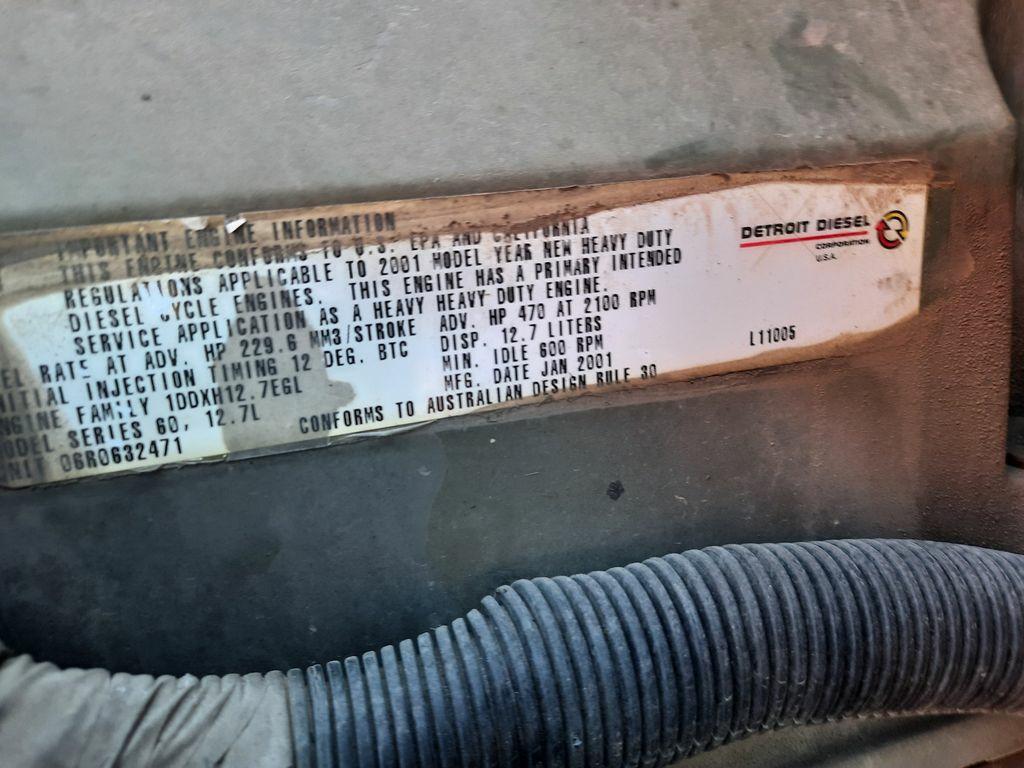 IMPORTANT ENGINE INFORMATION
THIS ENGINE CONFORMS TO U.S. EPA AND CALIFORNIA
REGULATIONS APPLICABLE TO 2001 MODEL YEAR NEW HEAVY DUTY
DIESEL CYCLE ENGINES. THIS ENGINE HAS A PRIMARY INTENDED
SERVICE APPLICATION AS A HEAVY HEAVY-DUTY ENGINE.
RATE AT ADV. HP 229.6 MM3/STROKE ADV. HP 470 AT 2100 RPM
INJECTION TIMING 12 DEG. BTC DISP. 12.7 LITERS
FAMILY 1DDXH12.7EGL MIN. IDLE 600 RPM
SERIES 60, 12.7L MFG. DATE JAN 2001
06R0632471 CONFORMS TO AUSTRALIAN DESIGN RULE 30
DETROIT DIESEL
CORPORATION
U.S.A.
L11005